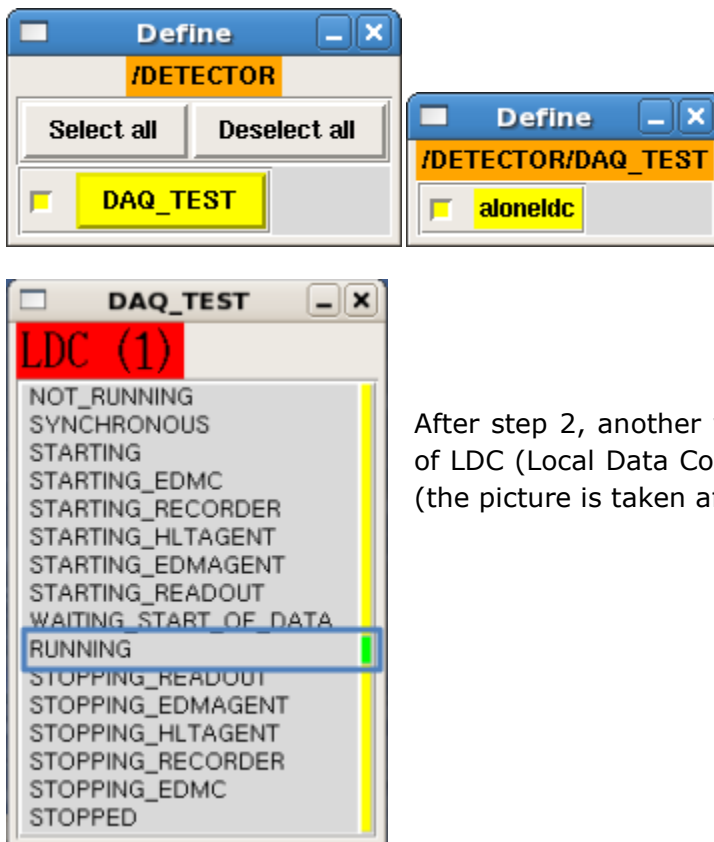 Define
/DETECTOR
Select all Deselect all
DAQ_TEST
Define
/DETECTOR/DAQ_TEST
aloneldc
DAQ_TEST
LDC (1)
NOT_RUNNING
SYNCHRONOUS
STARTING
STARTING_EDMC
STARTING_RECORDER
STARTING_HLTAGENT
STARTING_EDMAGENT
STARTING_READOUT
WAITING_START_OF_DATA
RUNNING
STOPPING_READOUT
STOPPING_EDMAGENT
STOPPING_HLTAGENT
STOPPING_RECORDER
STOPPING_EDMC
STOPPED
After step 2, another
of LDC (Local Data Co
(the picture is taken